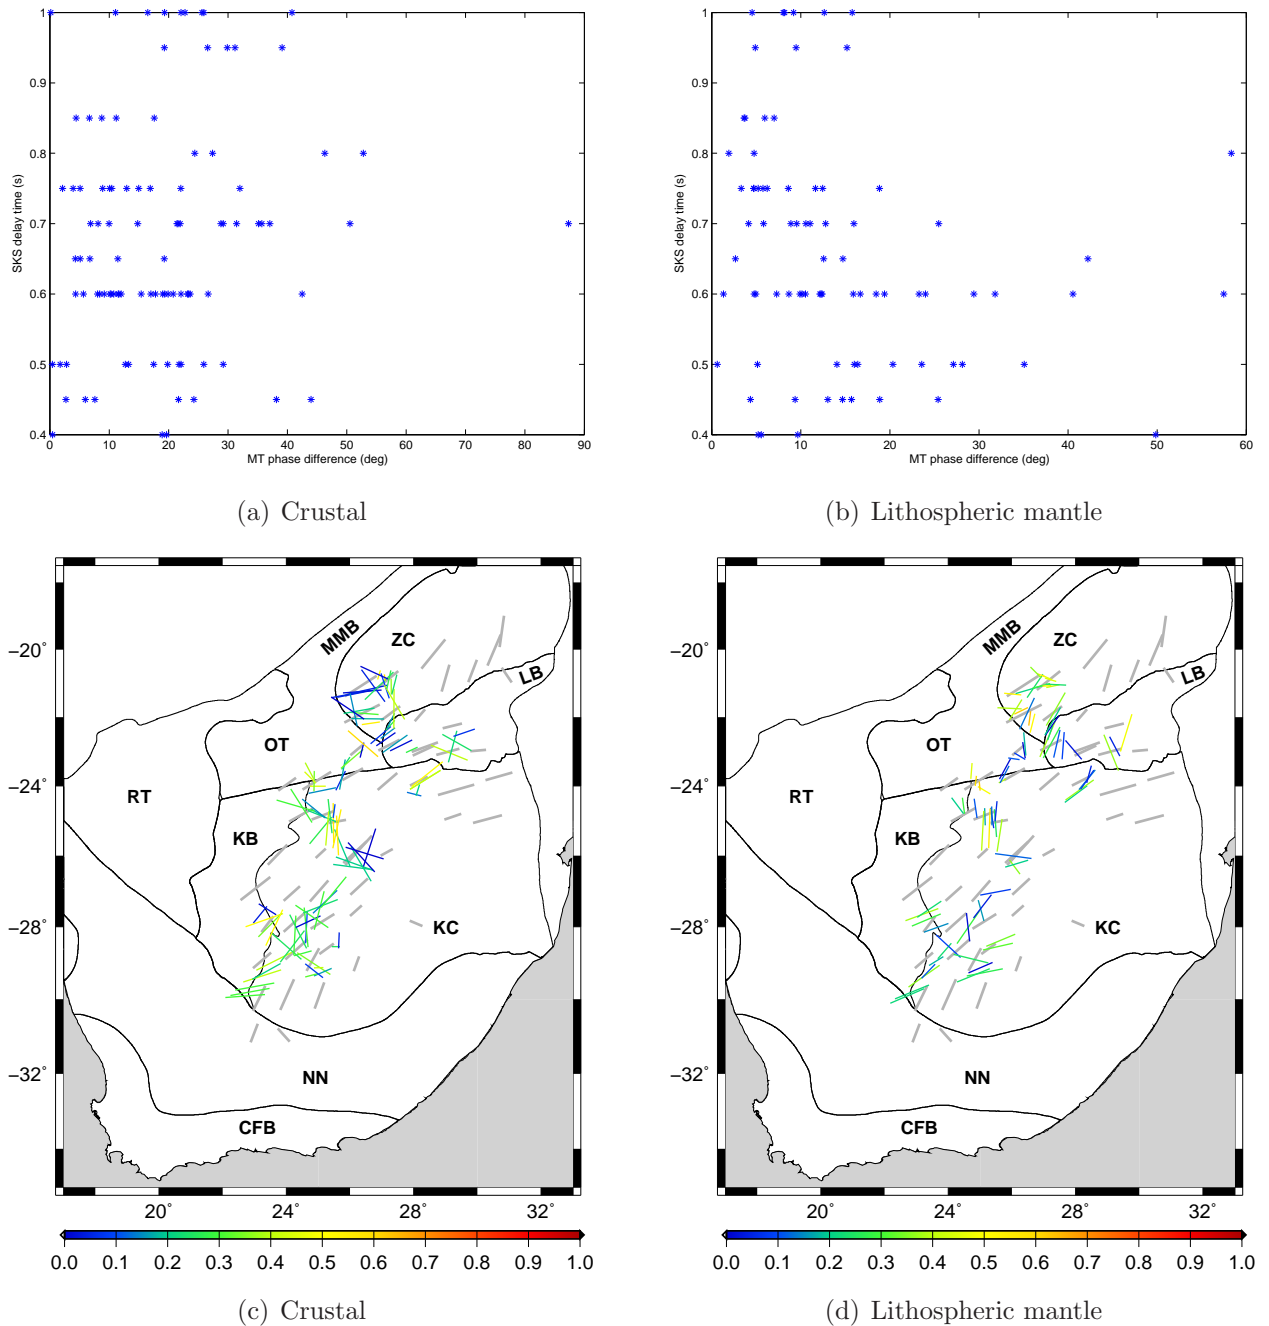 1
0.9
0.8
0.7
0.6
0.5
0.4
SKS delay time (s)
0 10 20 30 40 50 60 70 80 90
MT phase difference (deg)
(a) Crustal
1
0.9
0.8
0.7
0.6
0.5
0.4
SKS delay time (s)
0 10 20 30 40 50 60
MT phase difference (deg)
(b) Lithospheric mantle
−20˚
−24˚
−28˚
−32˚
MMB
ZC
LB
OT
RT
KB
KC
NN
CFB
20˚ 24˚ 28˚ 32˚
0.0 0.1 0.2 0.3 0.4 0.5 0.6 0.7 0.8 0.9 1.0
(c) Crustal
−20˚
−24˚
−28˚
−32˚
MMB
ZC
LB
OT
RT
KB
KC
NN
CFB
20˚ 24˚ 28˚ 32˚
0.0 0.1 0.2 0.3 0.4 0.5 0.6 0.7 0.8 0.9 1.0
(d) Lithospheric mantle